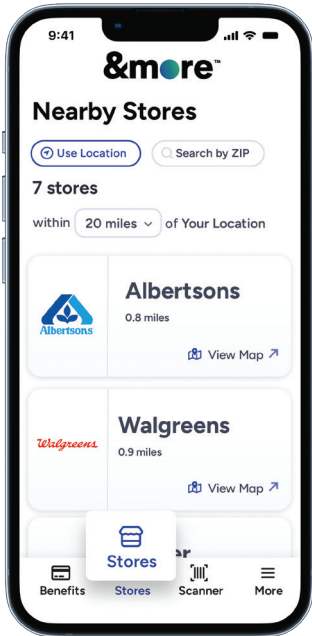 9:41
&more™
Nearby Stores
Use Location
Search by ZIP
7 stores
within 20 miles of Your Location
Albertsons
Albertsons
0.8 miles
View Map
Walgreens
Walgreens
0.9 miles
View Map
Stores
Benefits Stores Scanner More